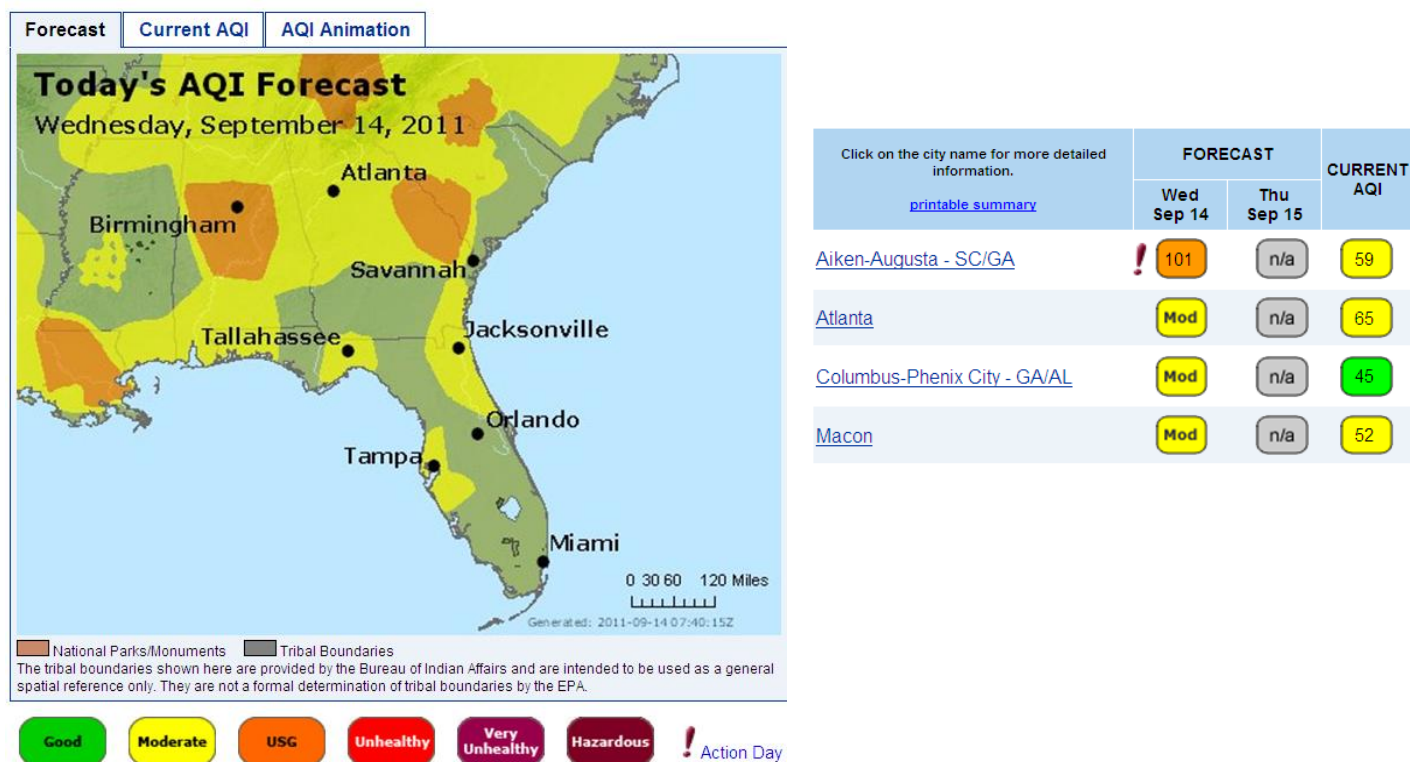 Forecast
Current AQI
AQI Animation
Today's AQI Forecast
Wednesday, September 14, 2011
Atlanta
Birmingham
Savannah
Tallahassee
Jacksonville
Orlando
Tampa
Miami
0 30 60 120 Miles
Generated: 2011-09-14 07:40:15Z
National Parks/Monuments Tribal Boundaries
The tribal boundaries shown here are provided by the Bureau of Indian Affairs and are intended to be used as a general
spatial reference only. They are not a formal determination of tribal boundaries by the EPA.
Good
Moderate
USG
Unhealthy
Very
Unhealthy
Hazardous
! Action Day
Click on the city name for more detailed
information.
printable summary
FORECAST
Wed
Sep 14
Thu
Sep 15
CURRENT
AQI
Aiken-Augusta - SC/GA ! 101 n/a 59
Atlanta Mod n/a 65
Columbus-Phenix City - GA/AL Mod n/a 45
Macon Mod n/a 52